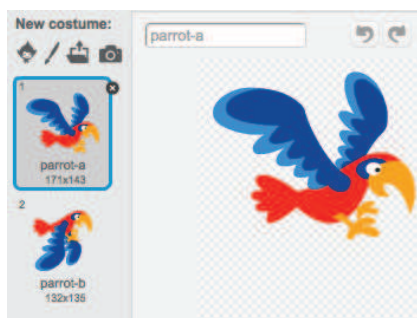 New costume:
parrot-a
1
parrot-a
171x143
2
parrot-b
132x135